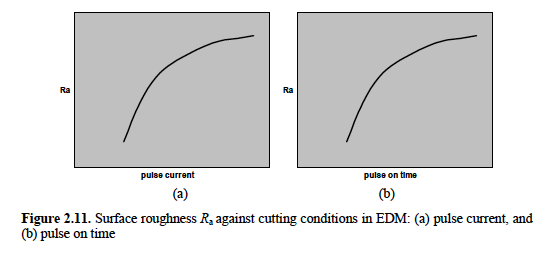 Ra
pulse current
(a)
Ra
pulse on time
(b)
Figure 2.11. Surface roughness Ra against cutting conditions in EDM: (a) pulse current, and
(b) pulse on time